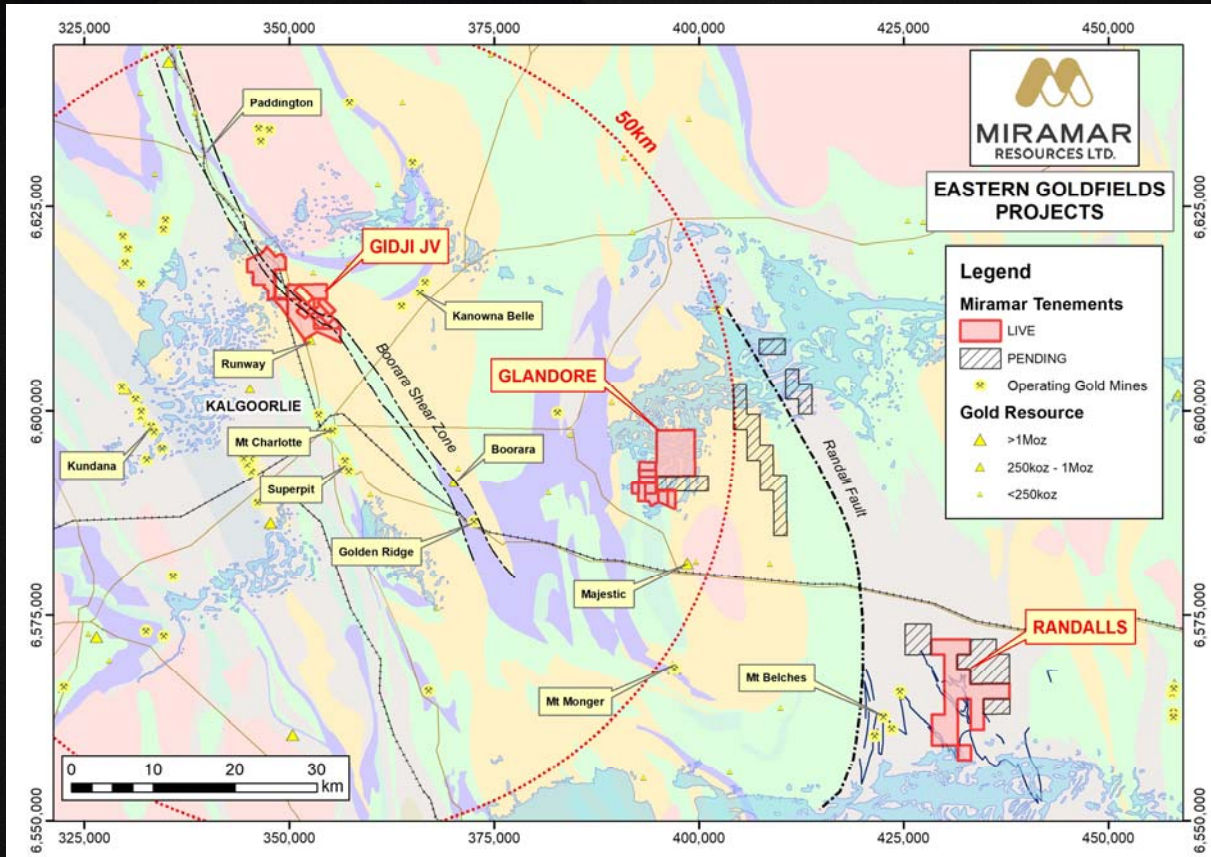 325,000 350,000 375,000 400,000 425,000 450,000
MIRAMAR
RESOURCES LTD.
EASTERN GOLDFIELDS
PROJECTS
Legend
Miramar Tenements
LIVE
PENDING
Operating Gold Mines
Gold Resource
>1Moz
250koz - 1Moz
<250koz
50km
Paddington
6,625,000 6,625,000
GIDJI JV
Kanowna Belle
Runway
Boorara Shear Zone
GLANDORE
KALGOORLIE
6,600,000 6,600,000
Mt Charlotte
Kundana
Superpit
Boorara
Randall Fault
Golden Ridge
Majestic
6,575,000 6,575,000
RANDALLS
Mt Monger
Mt Belches
0 10 20 30
km
6,550,000 6,550,000
325,000 350,000 375,000 400,000 425,000 450,000